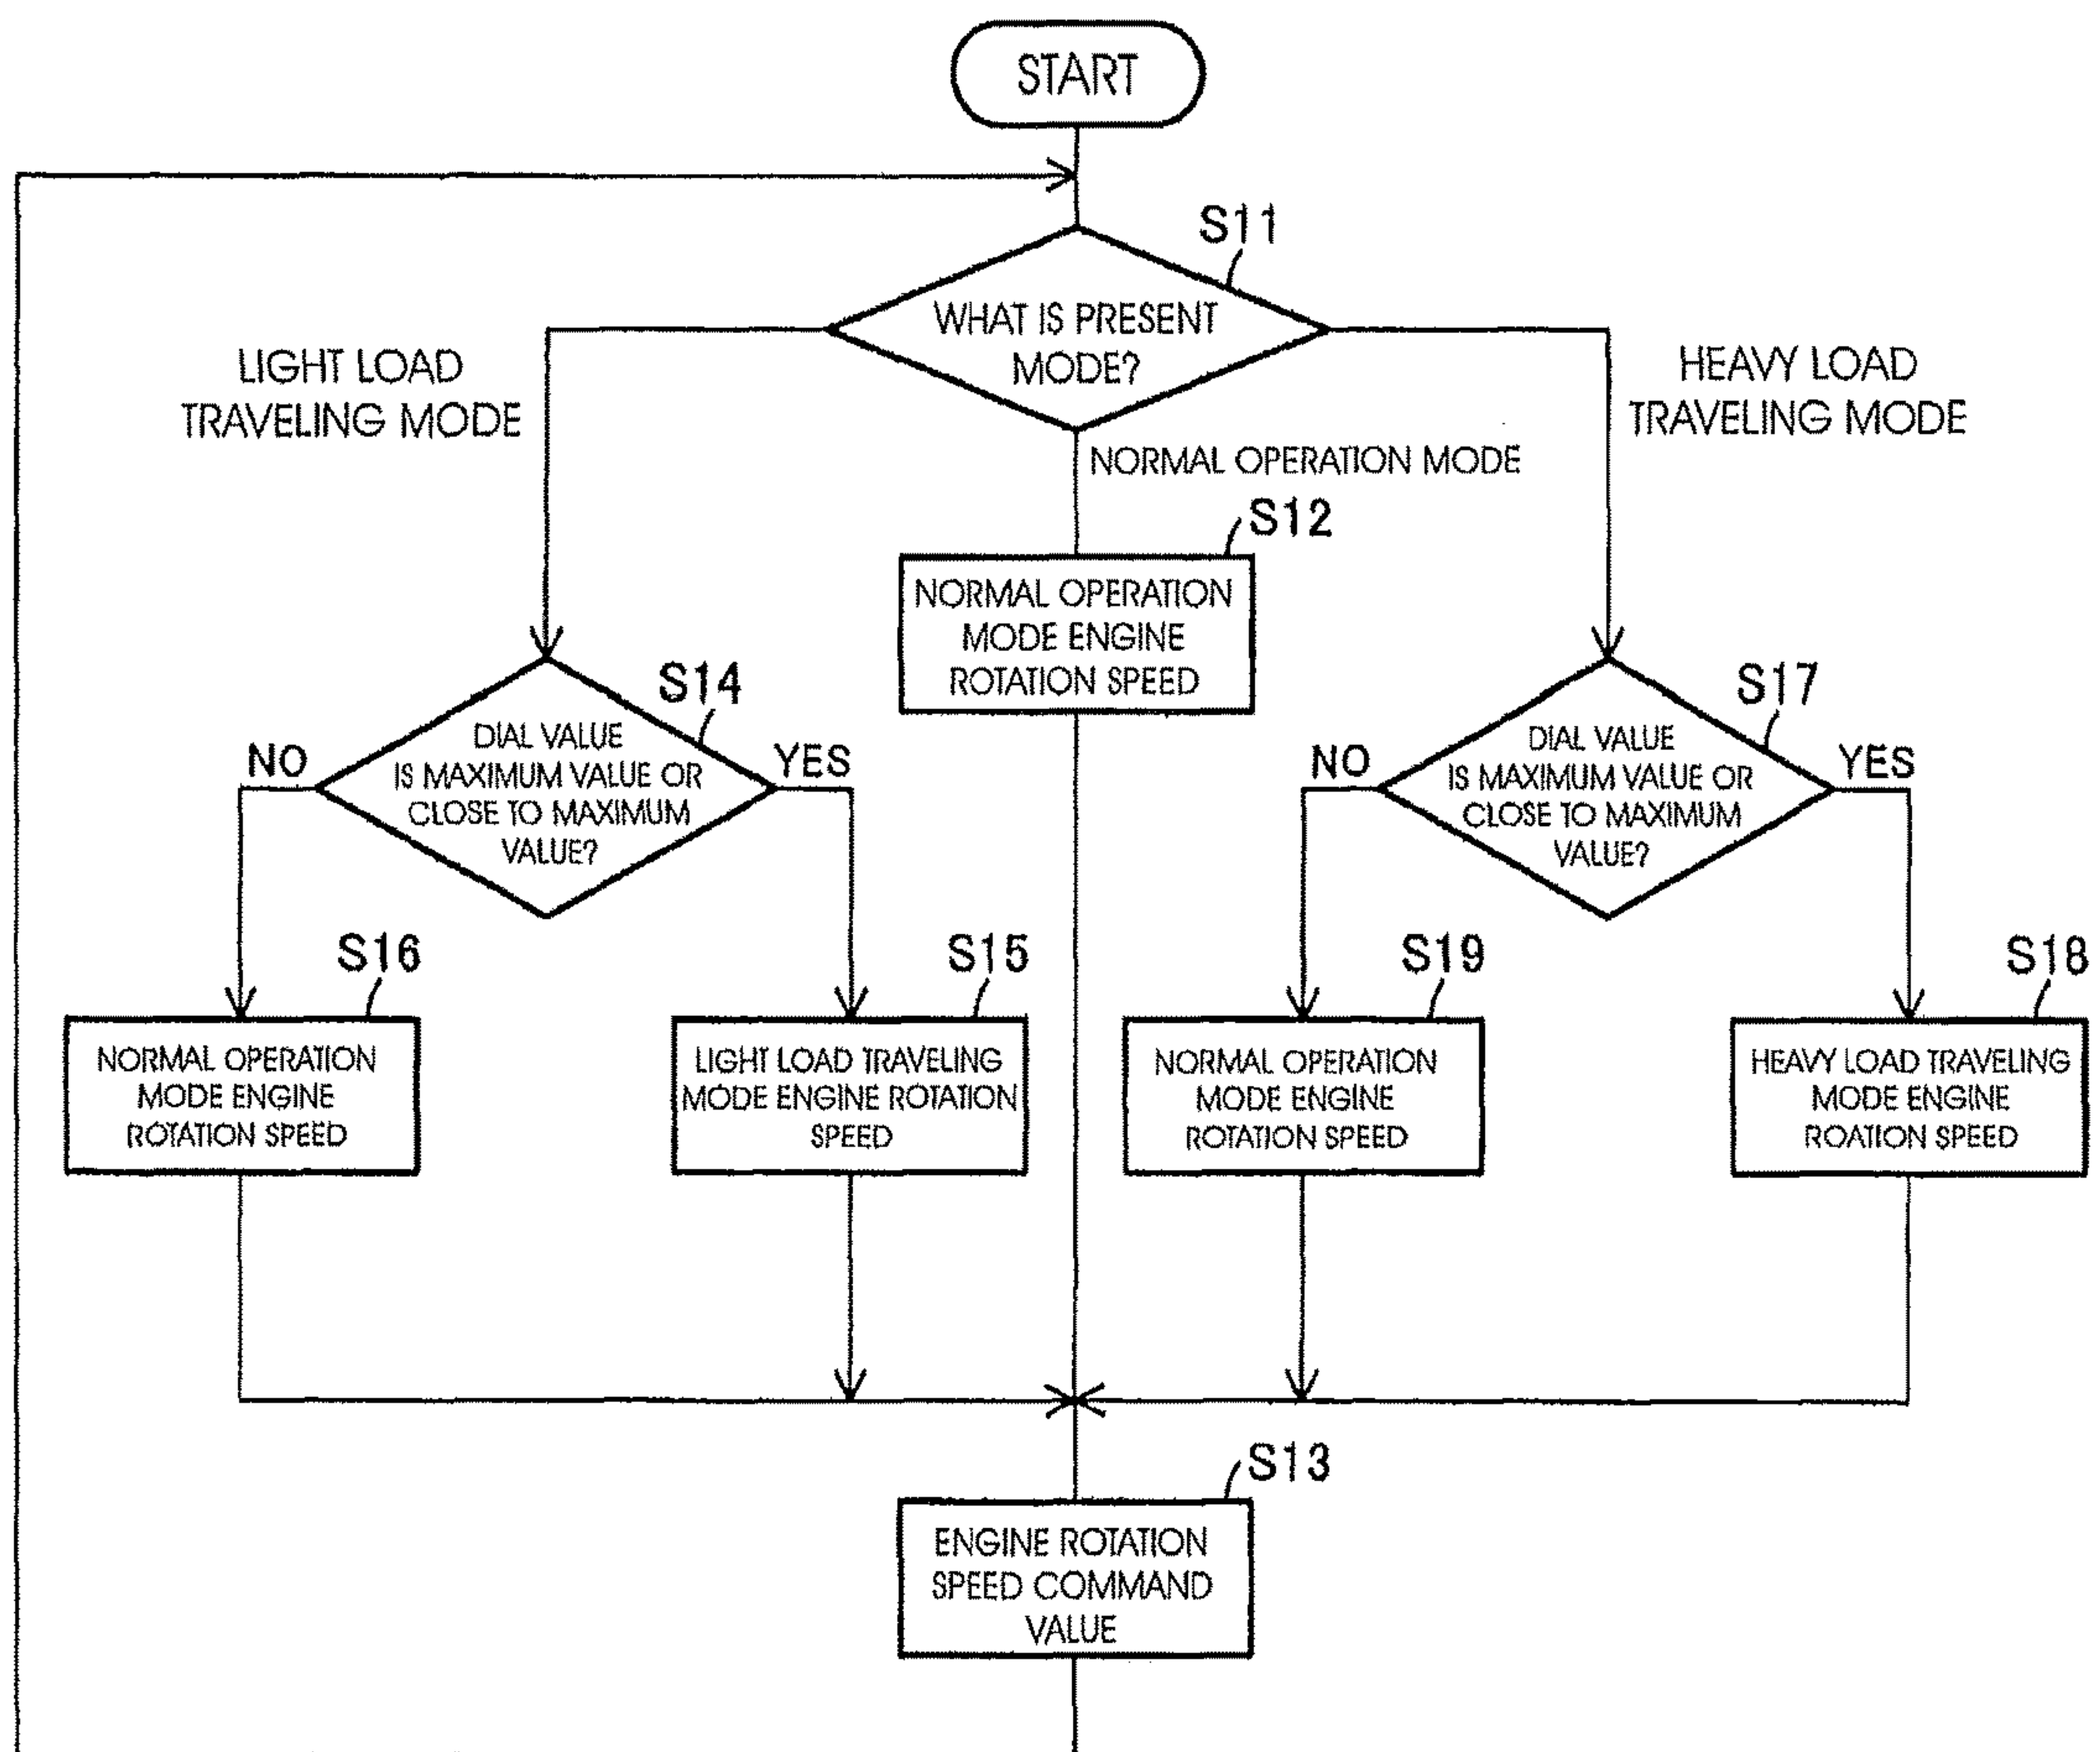 START
S11
WHAT IS PRESENT
MODE?
LIGHT LOAD
TRAVELING MODE
HEAVY LOAD
TRAVELING MODE
NORMAL OPERATION MODE
S12
NORMAL OPERATION
MODE ENGINE
ROTATION SPEED
S14
DIAL VALUE
IS MAXIMUM VALUE OR
CLOSE TO MAXIMUM
VALUE?
NO
YES
S17
DIAL VALUE
IS MAXIMUM VALUE OR
CLOSE TO MAXIMUM
VALUE?
NO
YES
S16
NORMAL OPERATION
MODE ENGINE
ROTATION SPEED
S15
LIGHT LOAD TRAVELING
MODE ENGINE ROTATION
SPEED
S19
NORMAL OPERATION
MODE ENGINE
ROTATION SPEED
S18
HEAVY LOAD TRAVELING
MODE ENGINE
ROATION SPEED
S13
ENGINE ROTATION
SPEED COMMAND
VALUE